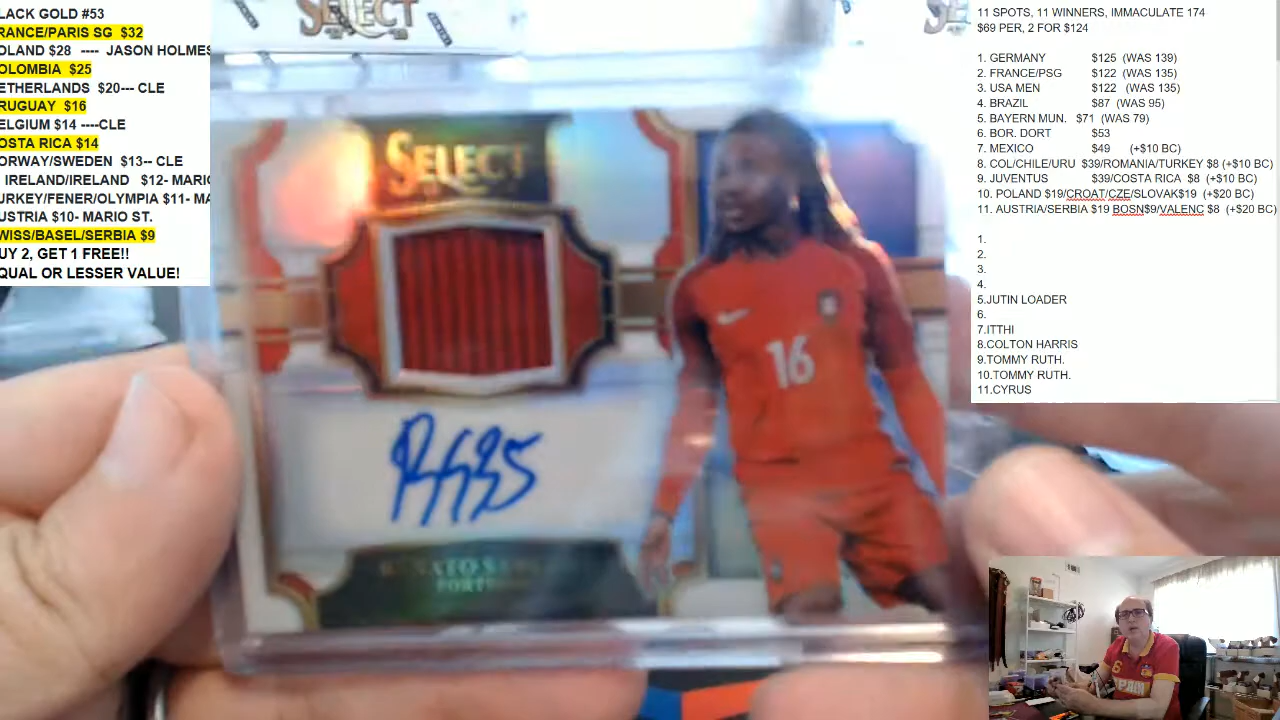 LACK GOLD #53
RANCE/PARIS SG $32
OLAND $28 ---- JASON HOLMES
OLOMBIA $25
ETHERLANDS $20--- CLE
RUGUAY $16
ELGIUM $14 ----CLE
OSTA RICA $14
ORWAY/SWEDEN $13-- CLE
IRELAND/IRELAND $12- MARIO
URKEY/FENER/OLYMPIA $11- MA
USTRIA $10- MARIO ST.
WISS/BASEL/SERBIA $9
UY 2, GET 1 FREE!!
QUAL OR LESSER VALUE!
SELECT
SELECT
16
PORTUGAL
11 SPOTS, 11 WINNERS, IMMACULATE 174
$69 PER, 2 FOR $124
1. GERMANY $125 (WAS 139)
2. FRANCE/PSG $122 (WAS 135)
3. USA MEN $122 (WAS 135)
4. BRAZIL $87 (WAS 95)
5. BAYERN MUN. $71 (WAS 79)
6. BOR. DORT $53
7. MEXICO $49 (+$10 BC)
8. COL/CHILE/URU $39/ROMANIA/TURKEY $8 (+$10 BC)
9. JUVENTUS $39/COSTA RICA $8 (+$10 BC)
10. POLAND $19/CROAT/CZE/SLOVAK$19 (+$20 BC)
11. AUSTRIA/SERBIA $19 BOSN$9/VALENC $8 (+$20 BC)
1.
2.
3.
4.
5.JUTIN LOADER
6.
7.ITTHI
8.COLTON HARRIS
9.TOMMY RUTH.
10.TOMMY RUTH.
11.CYRUS